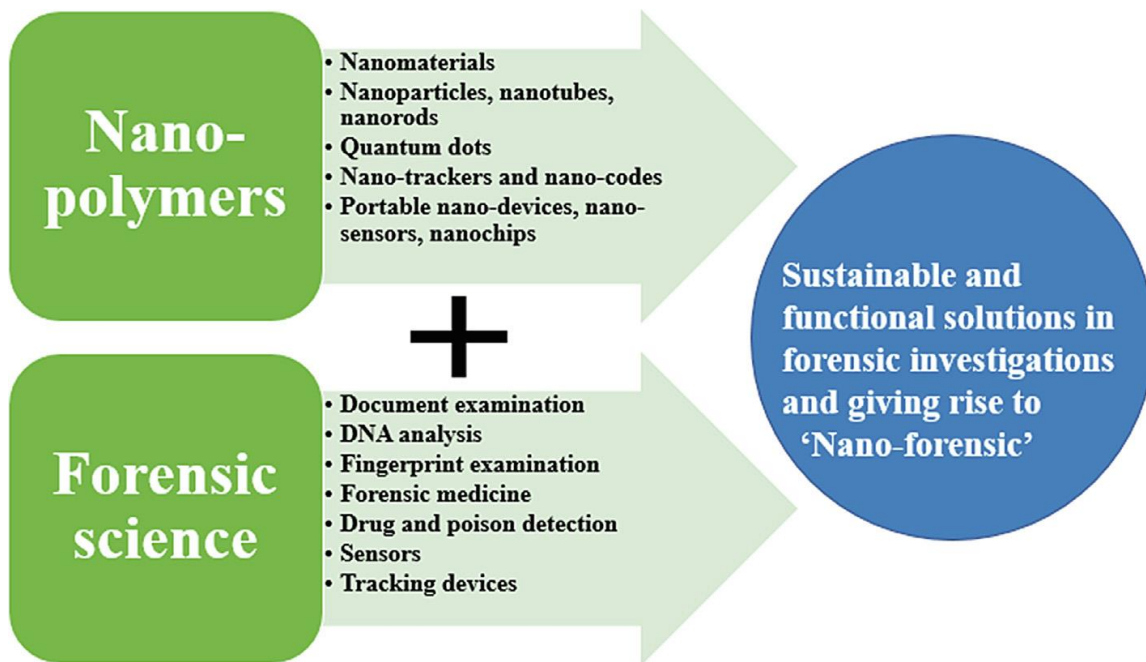 Nano-
polymers
• Nanomaterials
• Nanoparticles, nanotubes,
nanorods
• Quantum dots
• Nano-trackers and nano-codes
• Portable nano-devices, nano-
sensors, nanochips
+
Forensic
science
• Document examination
• DNA analysis
• Fingerprint examination
• Forensic medicine
• Drug and poison detection
• Sensors
• Tracking devices
Sustainable and
functional solutions in
forensic investigations
and giving rise to
‘Nano-forensic’